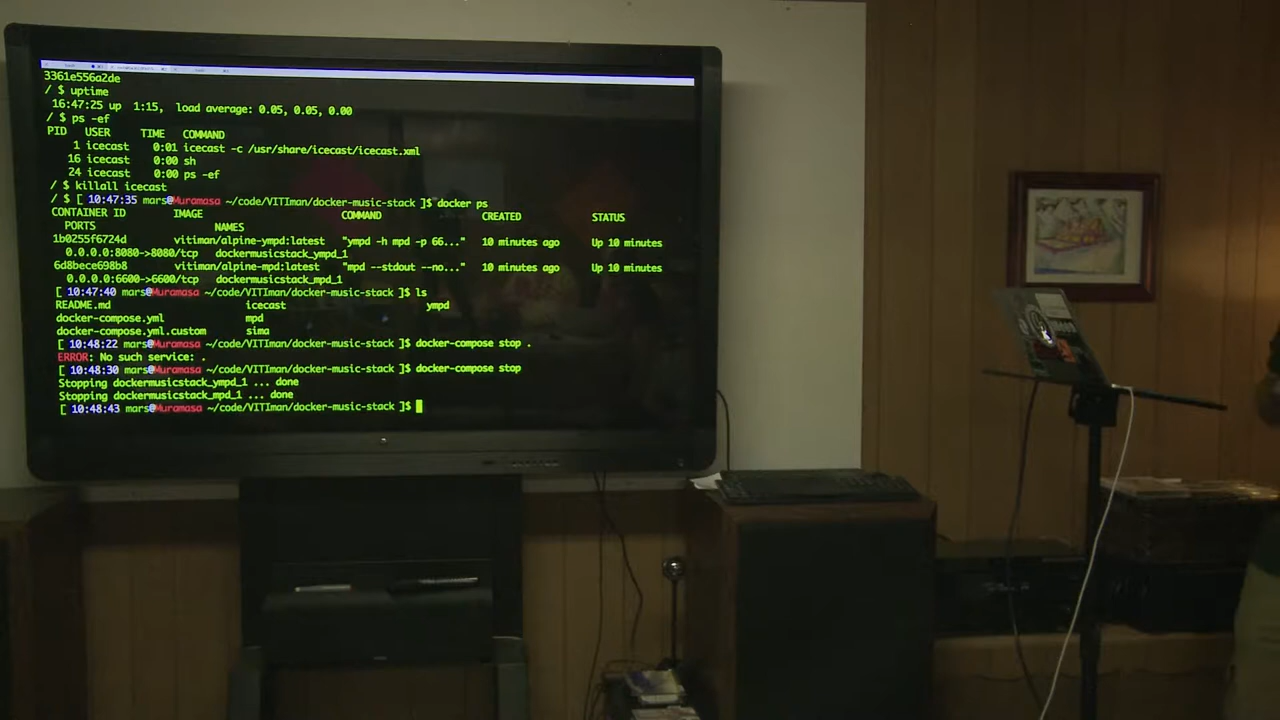 3361e556a2de
/ $ uptime
16:47:25 up 1:15, load average: 0.05, 0.05, 0.00
/ $ ps -ef
PID USER TIME COMMAND
1 icecast 0:01 icecast -c /usr/share/icecast/icecast.xml
16 icecast 0:00 sh
24 icecast 0:00 ps -ef
/ $ killall icecast
/ $ [ 10:47:35 mars@Muramasa ~/code/VITIman/docker-music-stack ]$ docker ps
CONTAINER ID IMAGE COMMAND CREATED STATUS
PORTS NAMES
1b0255f6724d vitiman/alpine-ympd:latest "ympd -h mpd -p 66..." 10 minutes ago Up 10 minutes
0.0.0.0:8080->8080/tcp dockermusicstack_ympd_1
6d8bece698b8 vitiman/alpine-mpd:latest "mpd --stdout --no..." 10 minutes ago Up 10 minutes
0.0.0.0:6600->6600/tcp dockermusicstack_mpd_1
[ 10:47:40 mars@Muramasa ~/code/VITIman/docker-music-stack ]$ ls
README.md icecast ympd
docker-compose.yml mpd
docker-compose.yml.custom sima
[ 10:48:22 mars@Muramasa ~/code/VITIman/docker-music-stack ]$ docker-compose stop .
ERROR: No such service: .
[ 10:48:30 mars@Muramasa ~/code/VITIman/docker-music-stack ]$ docker-compose stop
Stopping dockermusicstack_ympd_1 ... done
Stopping dockermusicstack_mpd_1 ... done
[ 10:48:43 mars@Muramasa ~/code/VITIman/docker-music-stack ]$